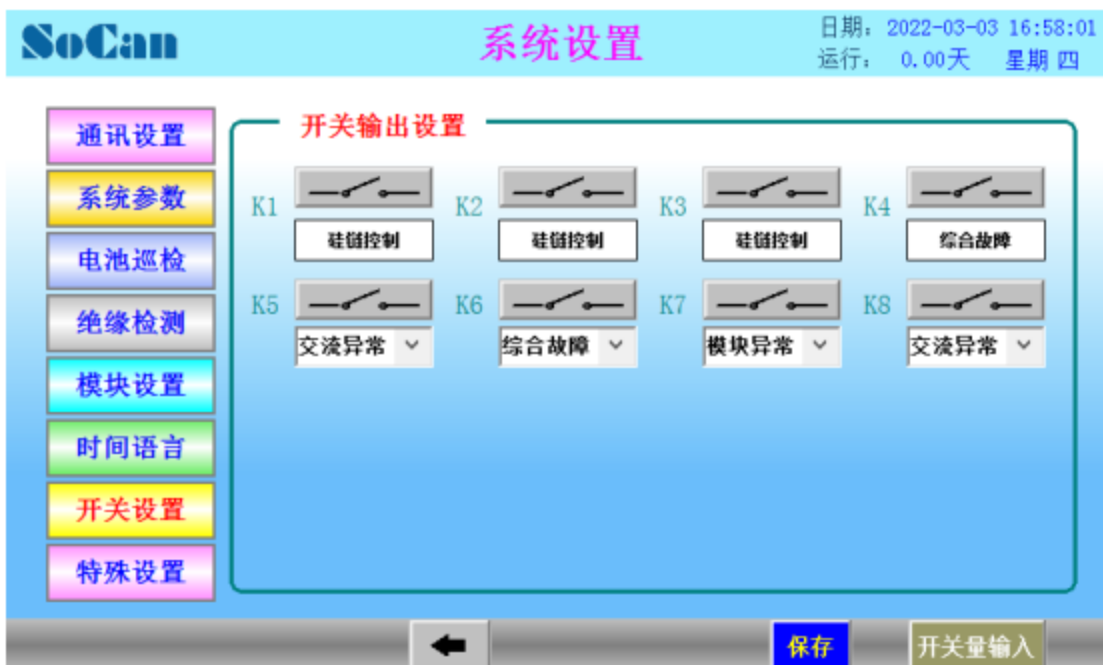 SoCan
系统设置
日期: 2022-03-03 16:58:01
运行: 0.00天 星期 四
通讯设置
系统参数
电池巡检
绝缘检测
模块设置
时间语言
开关设置
特殊设置
开关输出设置
K1 K2 K3 K4
硅链控制 硅链控制 硅链控制 综合故障
K5 K6 K7 K8
交流异常 综合故障 模块异常 交流异常
保存 开关量输入